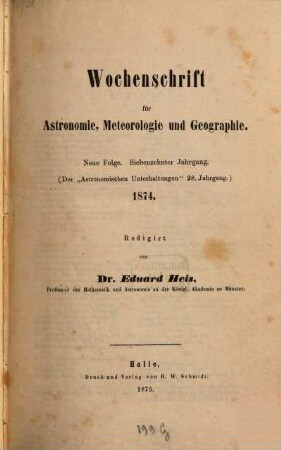 Wochenschrift
für
Astronomie, Meteorologie und Geographie.
Neue Folge. Siebenzehnter Jahrgang.
(Der „Astronomischen Unterhaltungen“ 28. Jahrgang.)
1874.
Redigirt
von
Dr. Eduard Heis,
Professor der Mathematik und Astronomie an der Königl. Akademie zu Münster.
Halle,
Druck und Verlag von H. W. Schmidt.
1875.
199 G